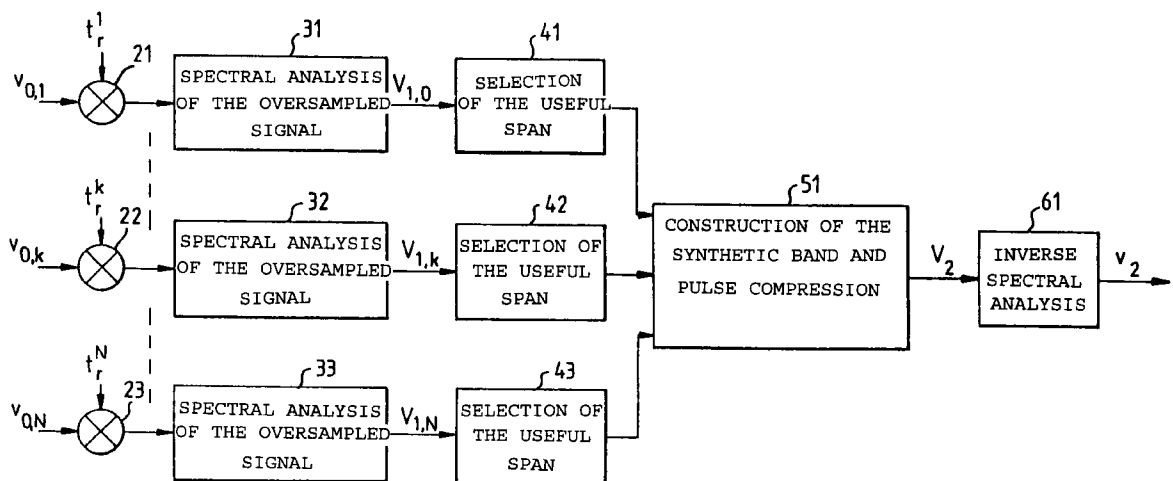 t_r^1
21
v_{0,1}
31
SPECTRAL ANALYSIS
OF THE OVERSAMPLED
SIGNAL
V_{1,0}
41
SELECTION
OF THE USEFUL
SPAN
t_r^k
22
v_{0,k}
32
SPECTRAL ANALYSIS
OF THE OVERSAMPLED
SIGNAL
V_{1,k}
42
SELECTION OF
THE USEFUL
SPAN
t_r^N
23
v_{0,N}
33
SPECTRAL ANALYSIS
OF THE OVERSAMPLED
SIGNAL
V_{1,N}
43
SELECTION OF
THE USEFUL
SPAN
51
CONSTRUCTION OF THE
SYNTHETIC BAND AND
PULSE COMPRESSION
V_2
61
INVERSE
SPECTRAL
ANALYSIS
v_2